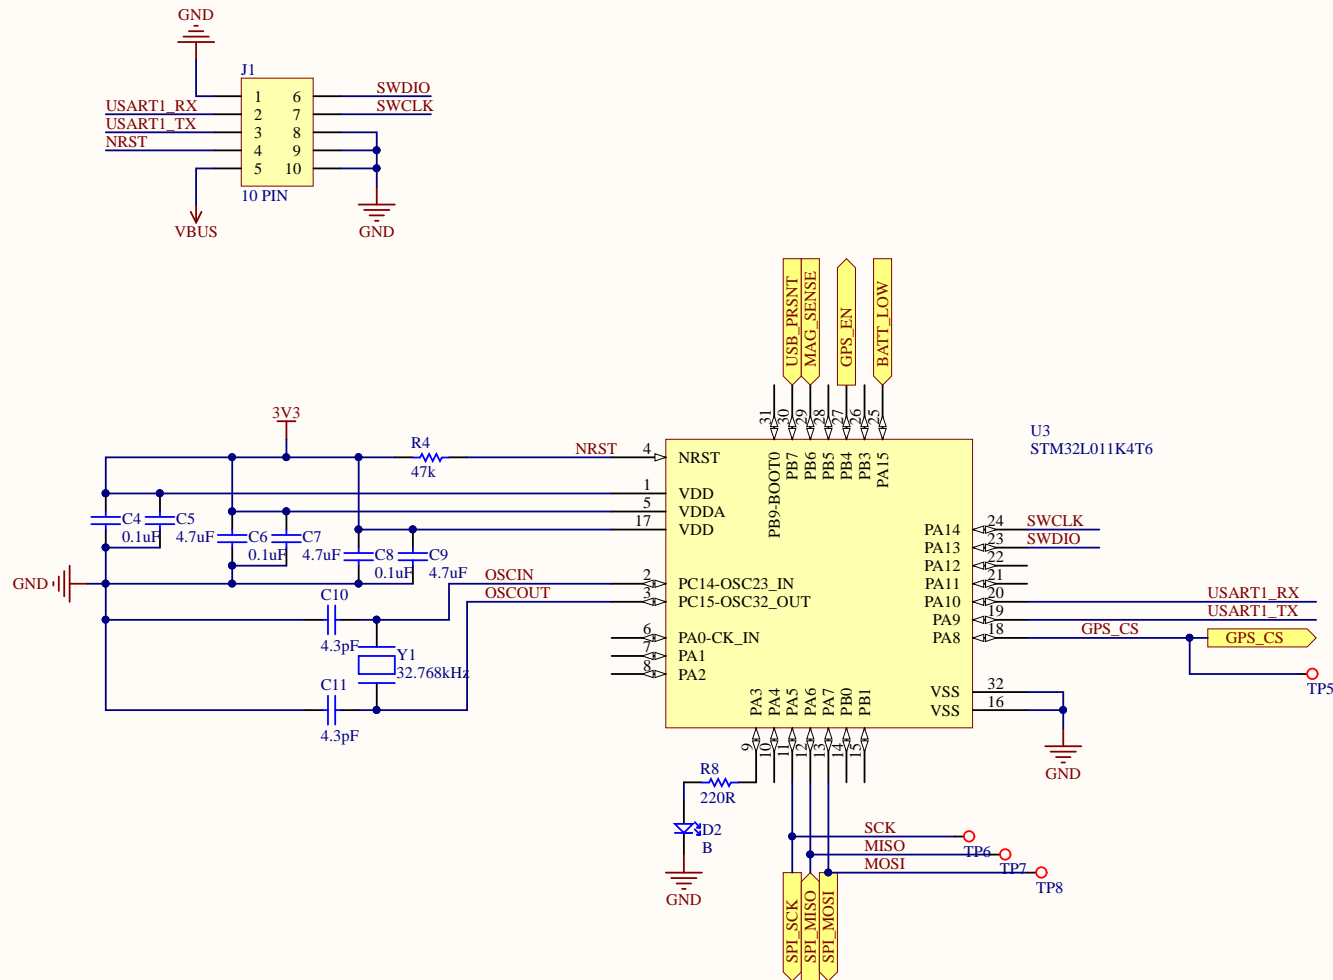 GND
J1
1 6 SWDIO
USART1_RX 2 7 SWCLK
USART1_TX 3 8
NRST 4 9
5 10
10 PIN
VBUS
GND
USB_PRSNT
MAG_SENSE
GPS_EN
BATT_LOW
31
30
29
28
27
26
25
PB9-BOOT0
PB7
PB6
PB5
PB4
PB3
PA15
U3
STM32L011K4T6
3V3
R4
47k
NRST 4 NRST
1 VDD
5 VDDA
17 VDD
C4
0.1uF
C5
4.7uF
C6
0.1uF
C7
4.7uF
C8
0.1uF
C9
4.7uF
GND
OSCIN 2 PC14-OSC23_IN
OSCOUT 3 PC15-OSC32_OUT
C10
4.3pF
Y1
32.768kHz
C11
4.3pF
6 PA0-CK_IN
7 PA1
8 PA2
PA14 24 SWCLK
PA13 23 SWDIO
PA12 22
PA11 21
PA10 20 USART1_RX
PA9 19 USART1_TX
PA8 18 GPS_CS GPS_CS
TP5
VSS 32
VSS 16
GND
PA3
PA4
PA5
PA6
PA7
PB0
PB1
9
10
11
12
13
14
15
R8
220R
D2
B
GND
SCK TP6
MISO TP7
MOSI TP8
SPI_SCK
SPI_MISO
SPI_MOSI